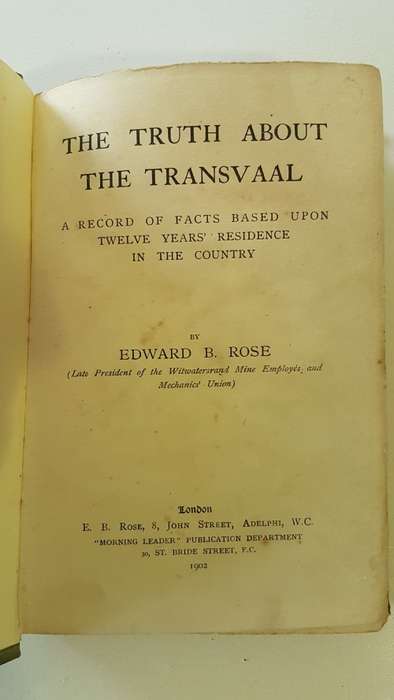 THE TRUTH ABOUT
THE TRANSVAAL
A RECORD OF FACTS BASED UPON
TWELVE YEARS' RESIDENCE
IN THE COUNTRY
BY
EDWARD B. ROSE
(Late President of the Witwatersrand Mine Employés and
Mechanics' Union)
London
E. B. ROSE, 8, JOHN STREET, ADELPHI, W.C.
"MORNING LEADER" PUBLICATION DEPARTMENT
30, ST. BRIDE STREET, E.C.
1902